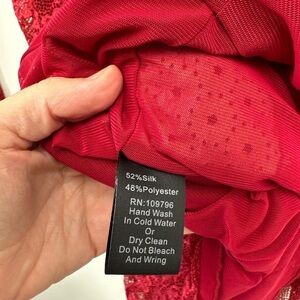 52%Silk
48%Polyester
RN:109796
Hand Wash
In Cold Water
Or
Dry Clean
Do Not Bleach
And Wring